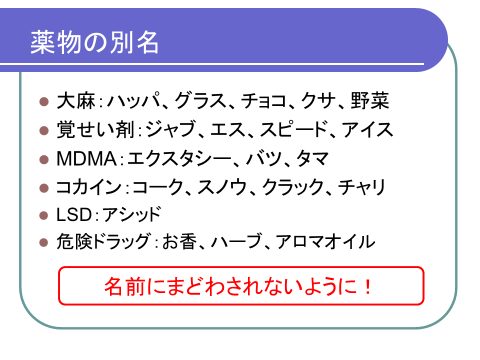 薬物の別名
大麻：ハッパ、グラス、チョコ、クサ、野菜
覚せい剤：ジャブ、エス、スピード、アイス
MDMA：エクスタシー、バツ、タマ
コカイン：コーク、スノウ、クラック、チャリ
LSD：アシッド
危険ドラッグ：お香、ハーブ、アロマオイル
名前にまどわされないように！